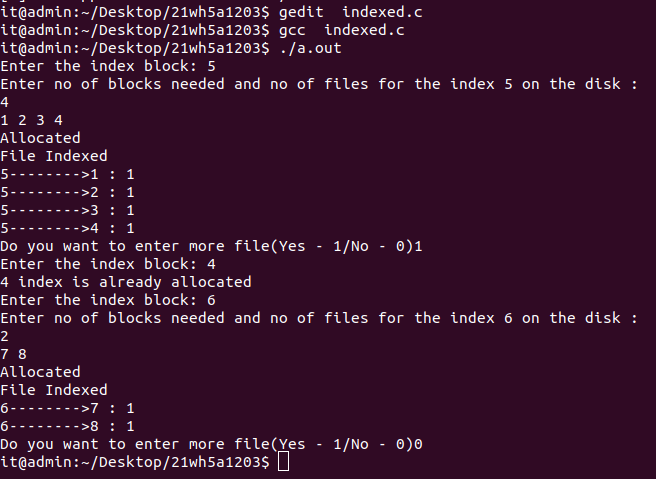 it@admin:~/Desktop/21wh5a1203$ gedit  indexed.c
it@admin:~/Desktop/21wh5a1203$ gcc  indexed.c
it@admin:~/Desktop/21wh5a1203$ ./a.out
Enter the index block: 5
Enter no of blocks needed and no of files for the index 5 on the disk :
4
1 2 3 4
Allocated
File Indexed
5-------->1 : 1
5-------->2 : 1
5-------->3 : 1
5-------->4 : 1
Do you want to enter more file(Yes - 1/No - 0)1
Enter the index block: 4
4 index is already allocated
Enter the index block: 6
Enter no of blocks needed and no of files for the index 6 on the disk :
2
7 8
Allocated
File Indexed
6-------->7 : 1
6-------->8 : 1
Do you want to enter more file(Yes - 1/No - 0)0
it@admin:~/Desktop/21wh5a1203$